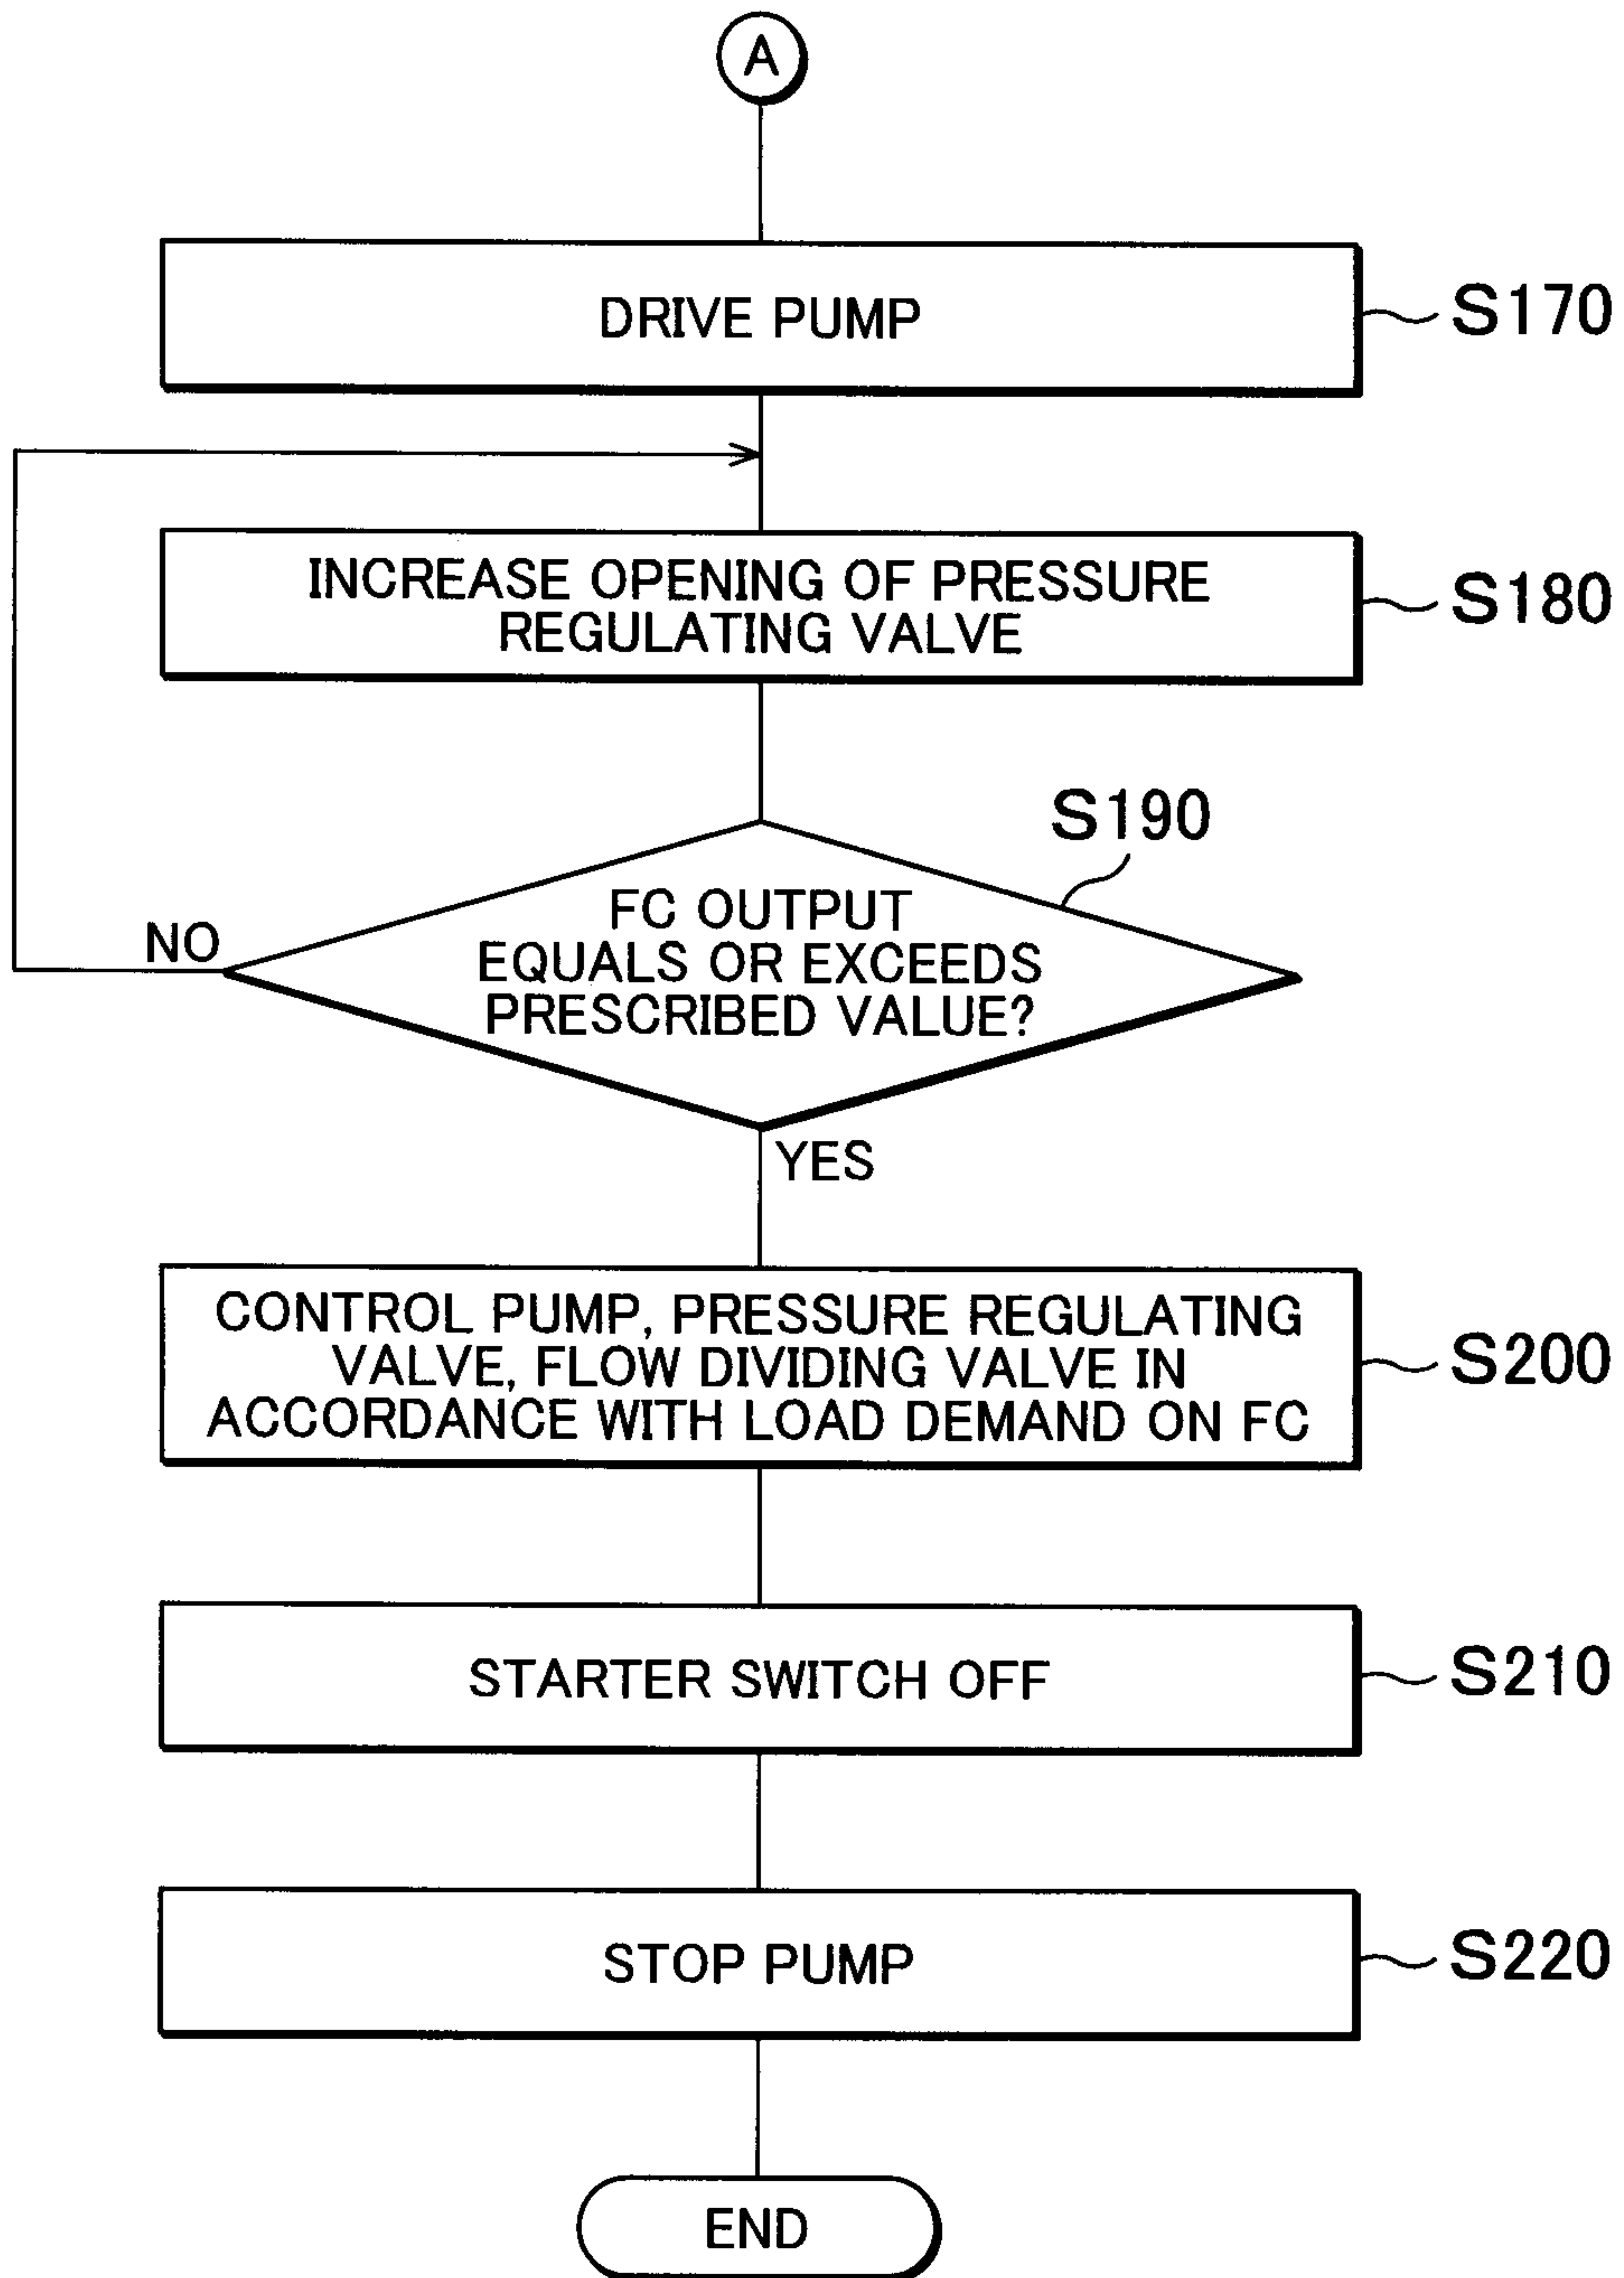 A
DRIVE PUMP
S170
INCREASE OPENING OF PRESSURE
REGULATING VALVE
S180
S190
FC OUTPUT
EQUALS OR EXCEEDS
PRESCRIBED VALUE?
NO
YES
CONTROL PUMP, PRESSURE REGULATING
VALVE, FLOW DIVIDING VALVE IN
ACCORDANCE WITH LOAD DEMAND ON FC
S200
STARTER SWITCH OFF
S210
STOP PUMP
S220
END